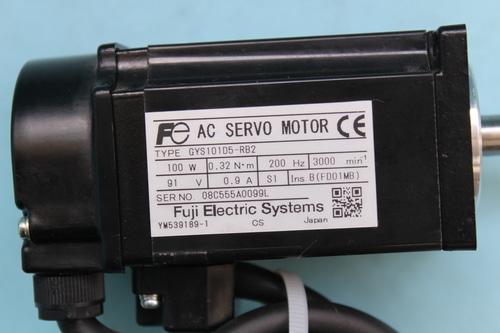 Fe AC SERVO MOTOR CE
TYPE GYS101D5-RB2
100 W 0.32 N·m 200 Hz 3000 min⁻¹
91 V 0.9 A S1 Ins. B(FD01MB)
SER.NO 08C555A0099L
Fuji Electric Systems
YM539189-1 CS Japan